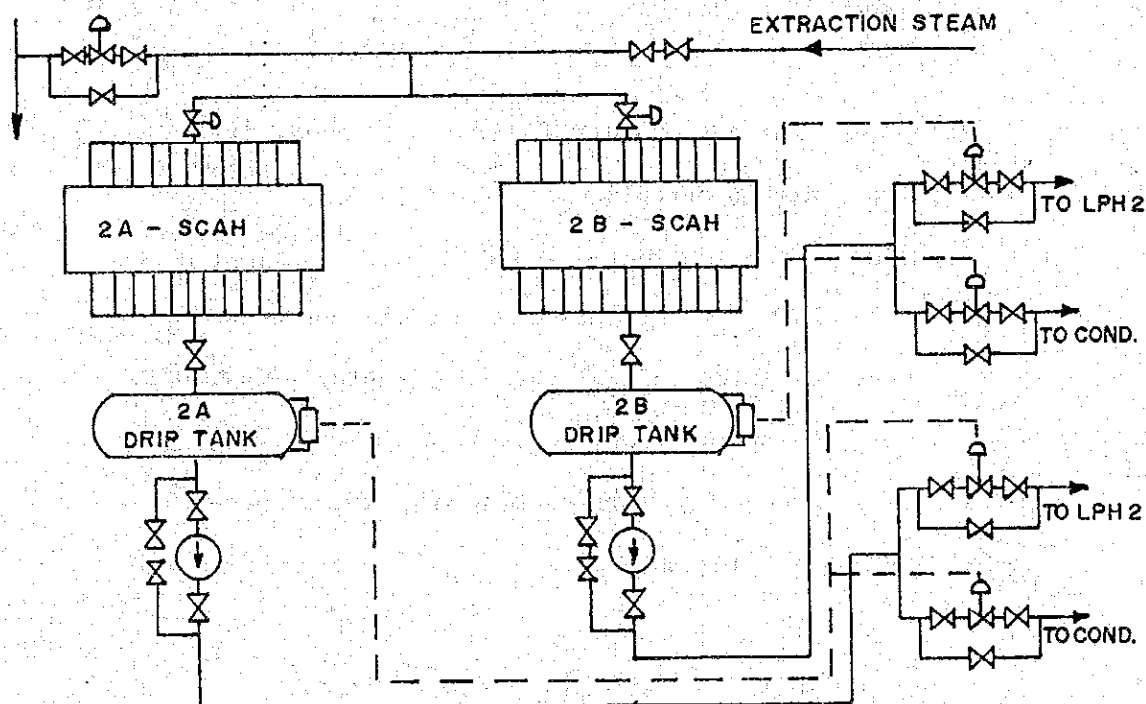 EXTRACTION STEAM
2A - SCAH
2B - SCAH
TO LPH 2
TO COND.
2A
DRIP TANK
2B
DRIP TANK
TO LPH 2
TO COND.